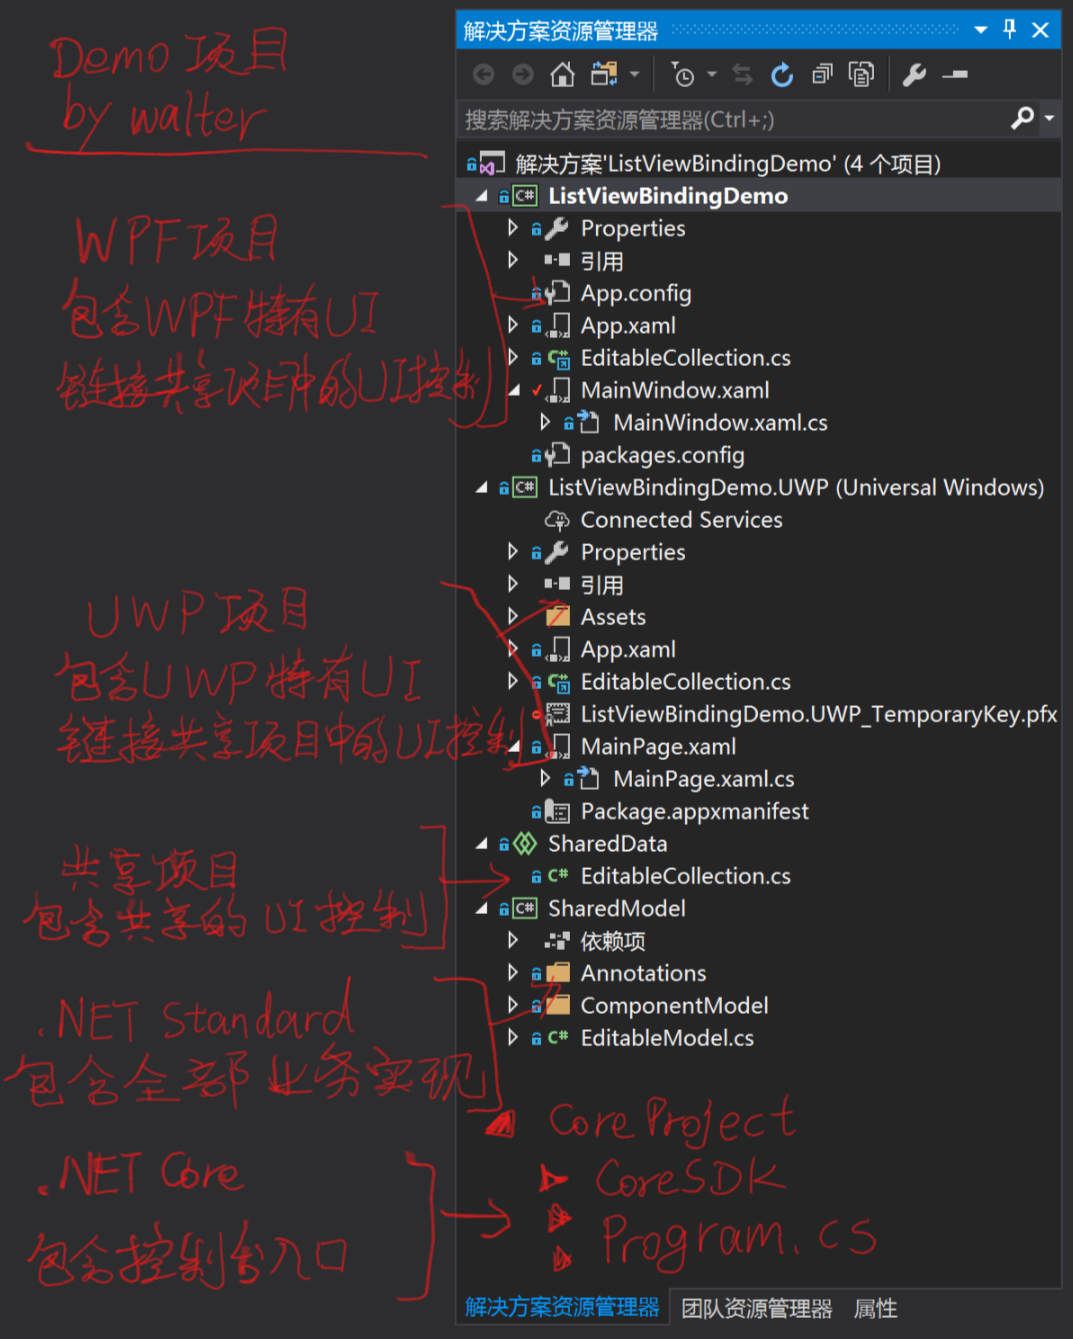 Demo 项目
by walter
WPF项目
包含WPF特有UI
链接共享项目中的UI控制
UWP项目
包含UWP特有UI
链接共享项目中的UI控制
共享项目
包含共享的UI控制
.NET Standard
包含全部业务实现
.NET Core
包含控制台入口
解决方案资源管理器
搜索解决方案资源管理器(Ctrl+;)
解决方案'ListViewBindingDemo' (4 个项目)
C# ListViewBindingDemo
Properties
引用
App.config
App.xaml
C# EditableCollection.cs
MainWindow.xaml
MainWindow.xaml.cs
packages.config
C# ListViewBindingDemo.UWP (Universal Windows)
Connected Services
Properties
引用
Assets
App.xaml
C# EditableCollection.cs
ListViewBindingDemo.UWP_TemporaryKey.pfx
MainPage.xaml
MainPage.xaml.cs
Package.appxmanifest
SharedData
C# EditableCollection.cs
C# SharedModel
依赖项
Annotations
ComponentModel
C# EditableModel.cs
Core Project
CoreSDK
Program.cs
解决方案资源管理器 团队资源管理器 属性